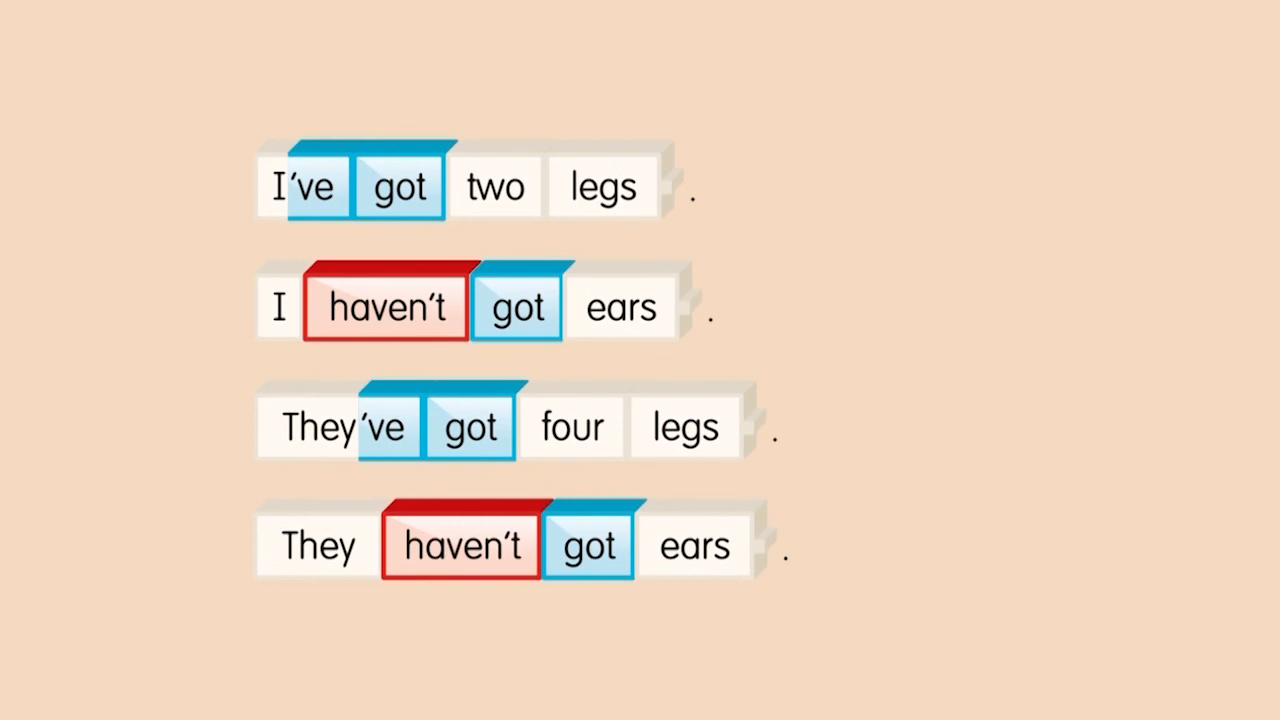 I've got two legs.
I haven't got ears.
They've got four legs.
They haven't got ears.